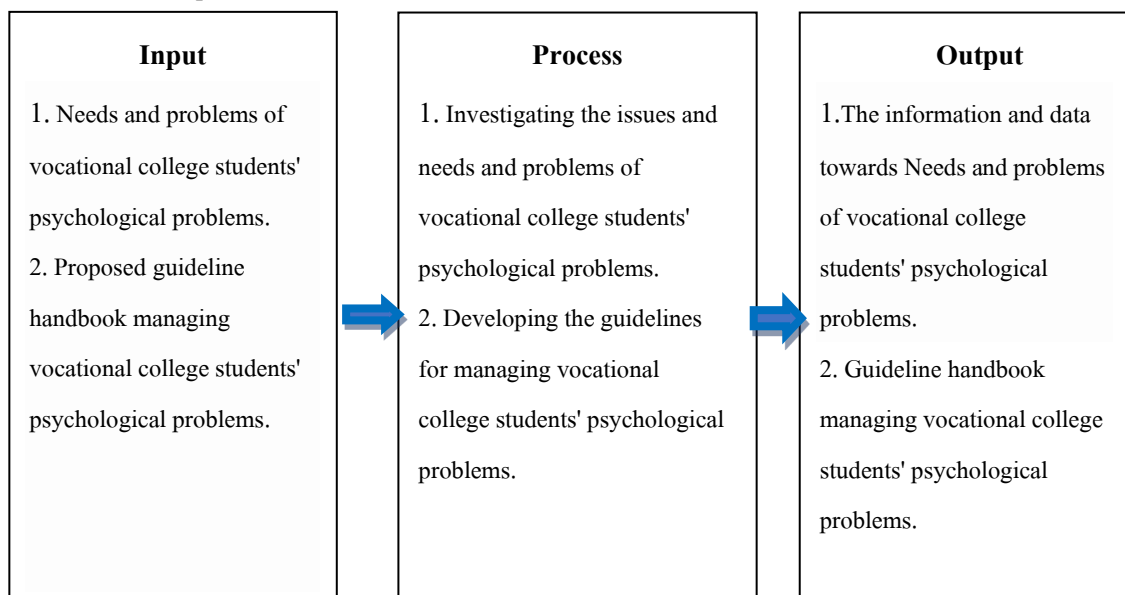 Input
1. Needs and problems of
vocational college students'
psychological problems.
2. Proposed guideline
handbook managing
vocational college students'
psychological problems.
Process
1. Investigating the issues and
needs and problems of
vocational college students'
psychological problems.
2. Developing the guidelines
for managing vocational
college students' psychological
problems.
Output
1.The information and data
towards Needs and problems
of vocational college
students' psychological
problems.
2. Guideline handbook
managing vocational college
students' psychological
problems.